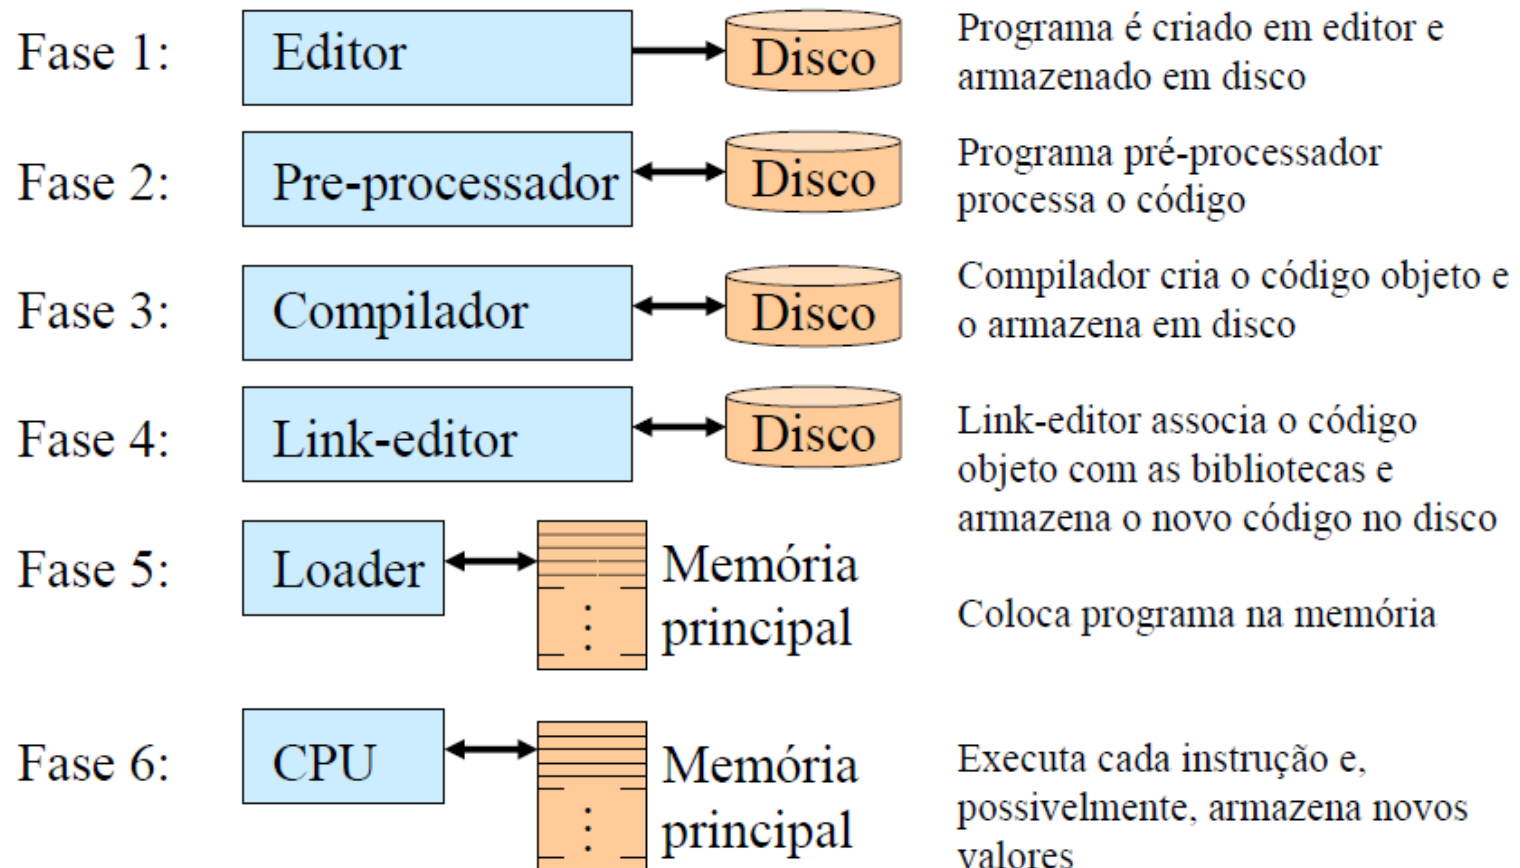 Fase 1:
Editor
Disco
Programa é criado em editor e
armazenado em disco
Fase 2:
Pre-processador
Disco
Programa pré-processador
processa o código
Fase 3:
Compilador
Disco
Compilador cria o código objeto e
o armazena em disco
Fase 4:
Link-editor
Disco
Link-editor associa o código
objeto com as bibliotecas e
armazena o novo código no disco
Fase 5:
Loader
Memória
principal
Coloca programa na memória
Fase 6:
CPU
Memória
principal
Executa cada instrução e,
possivelmente, armazena novos
valores